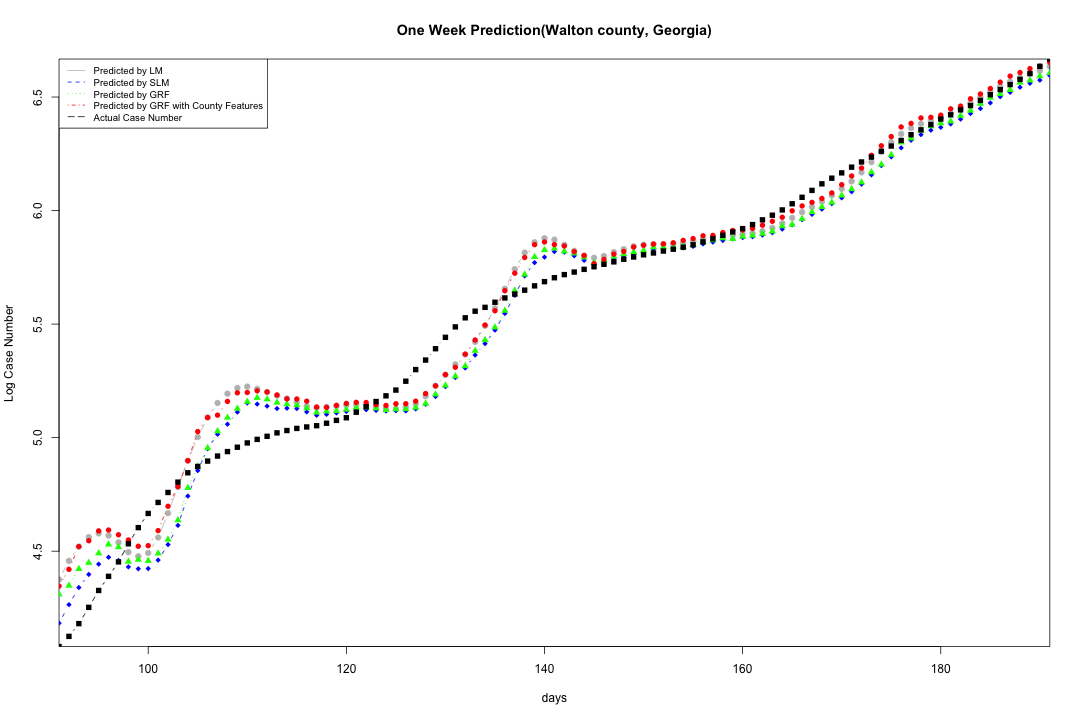 One Week Prediction(Walton county, Georgia)
Predicted by LM
Predicted by SLM
Predicted by GRF
Predicted by GRF with County Features
Actual Case Number
6.5
6.0
5.5
5.0
4.5
Log Case Number
100 120 140 160 180
days